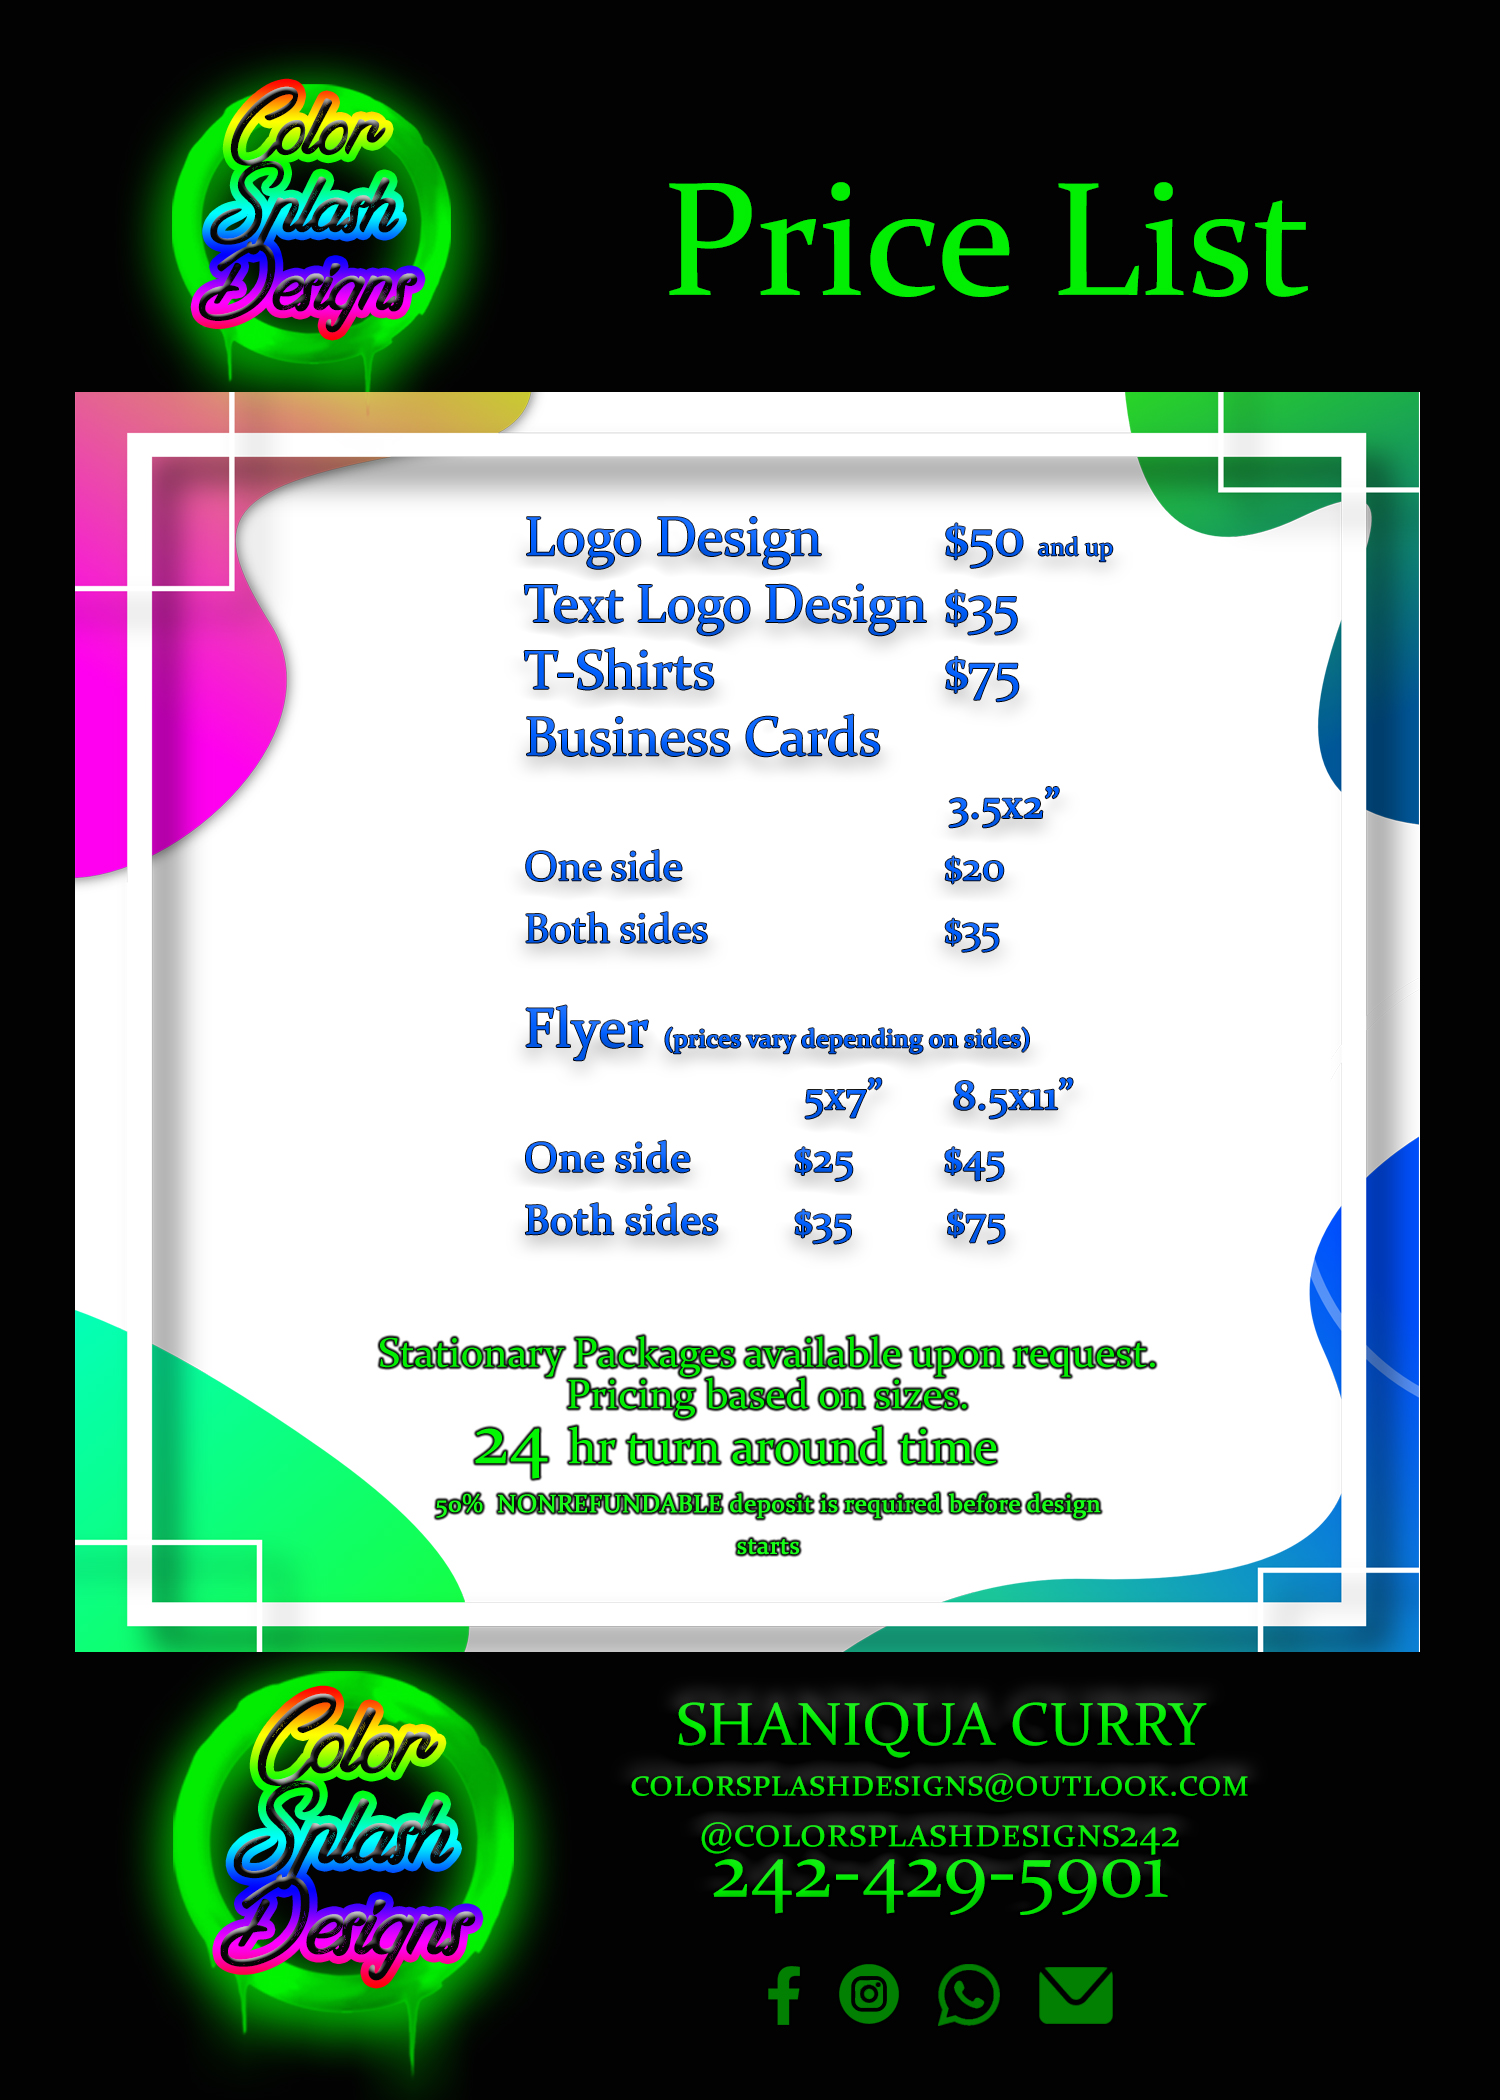 Color
Splash
Designs
Price List
Logo Design $50 and up
Text Logo Design $35
T-Shirts $75
Business Cards
3.5x2”
One side $20
Both sides $35
Flyer (prices vary depending on sides)
5x7” 8.5x11”
One side $25 $45
Both sides $35 $75
Stationary Packages available upon request.
Pricing based on sizes.
24 hr turn around time
50% NONREFUNDABLE deposit is required before design
starts
Color
Splash
Designs
SHANIQUA CURRY
COLORSPLASHDESIGNS@OUTLOOK.COM
@COLORSPLASHDESIGNS242
242-429-5901